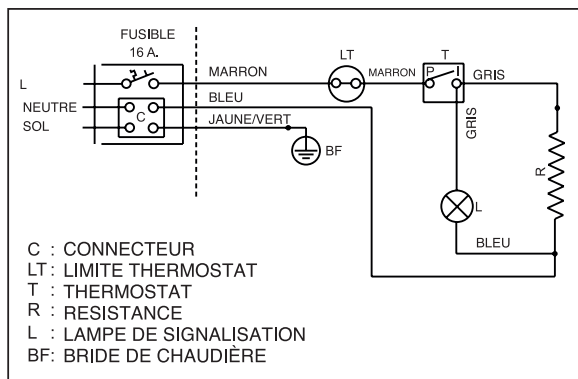 FUSIBLE
16 A.
LT
T
L
MARRON
MARRON
P
I
GRIS
NEUTRE
BLEU
C
SOL
JAUNE/VERT
GRIS
BF
R
L
BLEU
C : CONNECTEUR
LT: LIMITE THERMOSTAT
T : THERMOSTAT
R : RESISTANCE
L : LAMPE DE SIGNALISATION
BF: BRIDE DE CHAUDIÈRE